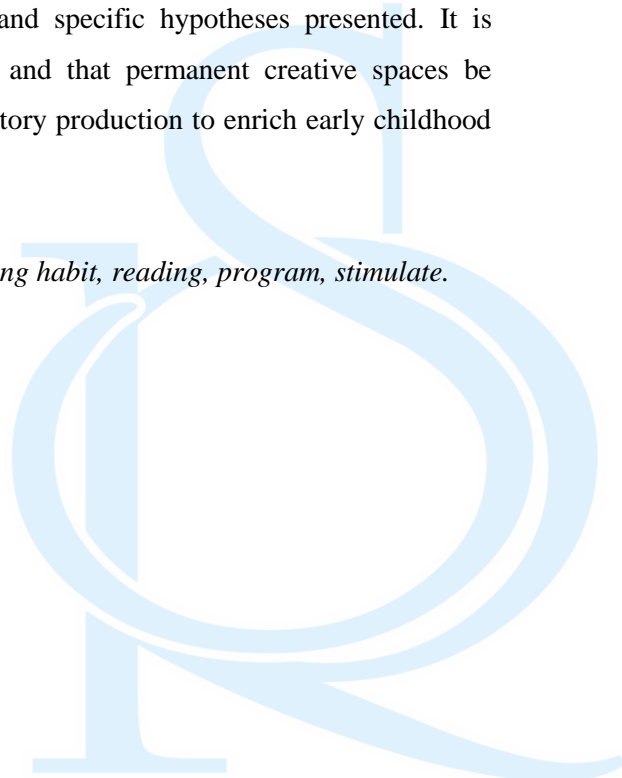 and specific hypotheses presented. It is
and that permanent creative spaces be
tory production to enrich early childhood
ng habit, reading, program, stimulate.